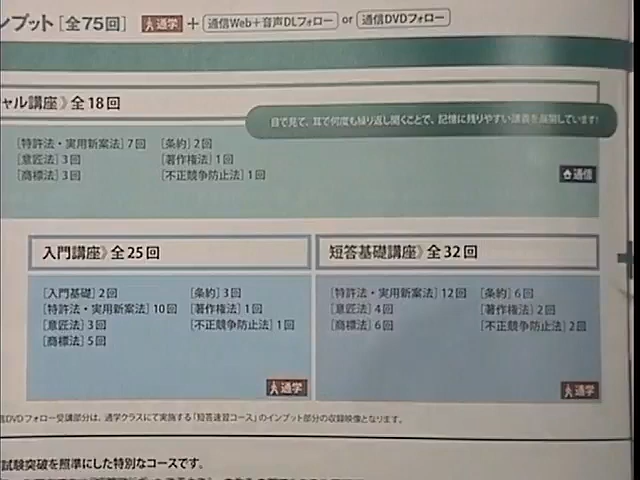 ンプット［全75回］ 通学 ＋ 通信Web＋音声DLフォロー or 通信DVDフォロー
ャル講座》全18回
目で見て、耳で何度も繰り返し聞くことで、記憶に残りやすい講義を展開しています!
［特許法・実用新案法］7回 ［条約］2回
［意匠法］3回 ［著作権法］1回
［商標法］3回 ［不正競争防止法］1回
通信
入門講座》全25回
［入門基礎］2回 ［条約］3回
［特許法・実用新案法］10回 ［著作権法］1回
［意匠法］3回 ［不正競争防止法］1回
［商標法］5回
通学
短答基礎講座》全32回
［特許法・実用新案法］12回 ［条約］6回
［意匠法］4回 ［著作権法］2回
［商標法］6回 ［不正競争防止法］2回
通学
信DVDフォロー受講部分は、通学クラスにて実施する「短答速習コース」のインプット部分の収録映像となります。
試験突破を照準にした特別なコースです。